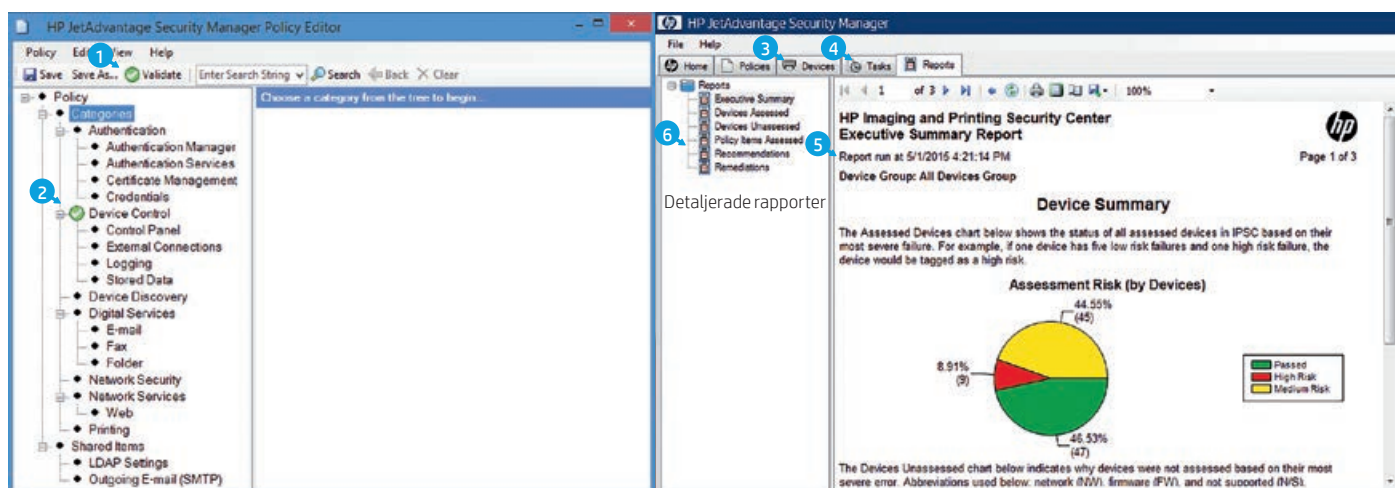 HP JetAdvantage Security Manager Policy Editor
Policy Edit View Help
1
Save Save As... Validate Enter Search String Search Back Clear
Policy
Choose a category from the tree to begin...
Categories
Authentication
Authentication Manager
Authentication Services
Certificate Management
Credentials
2
Device Control
Control Panel
External Connections
Logging
Stored Data
Device Discovery
Digital Services
E-mail
Fax
Folder
Network Security
Network Services
Web
Printing
Shared Items
LDAP Settings
Outgoing E-mail (SMTP)
HP JetAdvantage Security Manager
File Help
3
4
Home Policies Devices Tasks Reports
Reports
Executive Summary
Devices Assessed
Devices Unassessed
6
Policy Items Assessed
Recommendations
Remediations
Detaljerade rapporter
1 of 3 100%
HP Imaging and Printing Security Center
Executive Summary Report
hp
5
Report run at 5/1/2015 4:21:14 PM
Page 1 of 3
Device Group: All Devices Group
Device Summary
The Assessed Devices chart below shows the status of all assessed devices in IPSC based on their
most severe failure. For example, if one device has five low risk failures and one high risk failure, the
device would be tagged as a high risk.
Assessment Risk (by Devices)
44.55%
(45)
8.91%
(9)
46.53%
(47)
Passed
High Risk
Medium Risk
The Devices Unassessed chart below indicates why devices were not assessed based on their most
severe error. Abbreviations used below: network (NW), firmware (FW), and not supported (N/S).